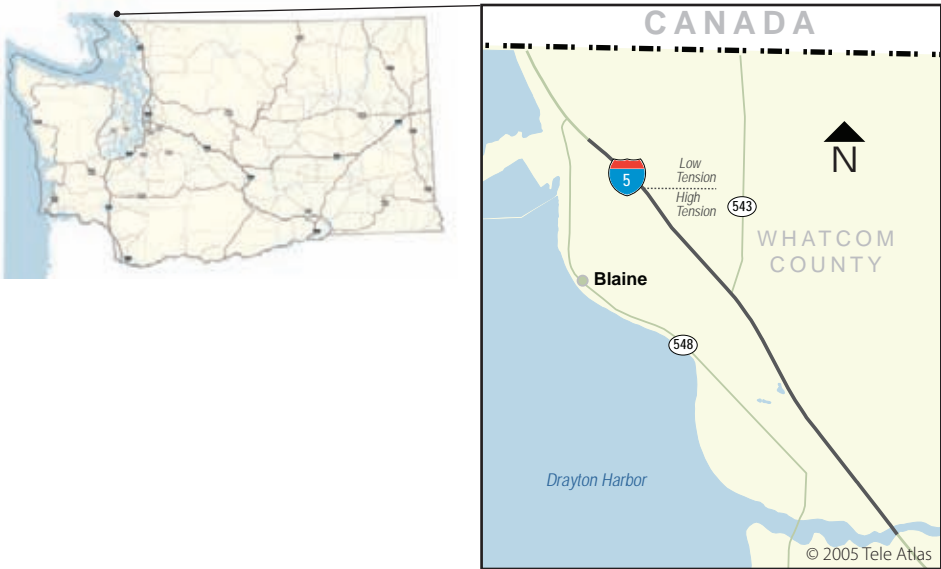 CANADA
5
Low
Tension
High
Tension
543
N
WHATCOM
COUNTY
Blaine
548
Drayton Harbor
© 2005 Tele Atlas